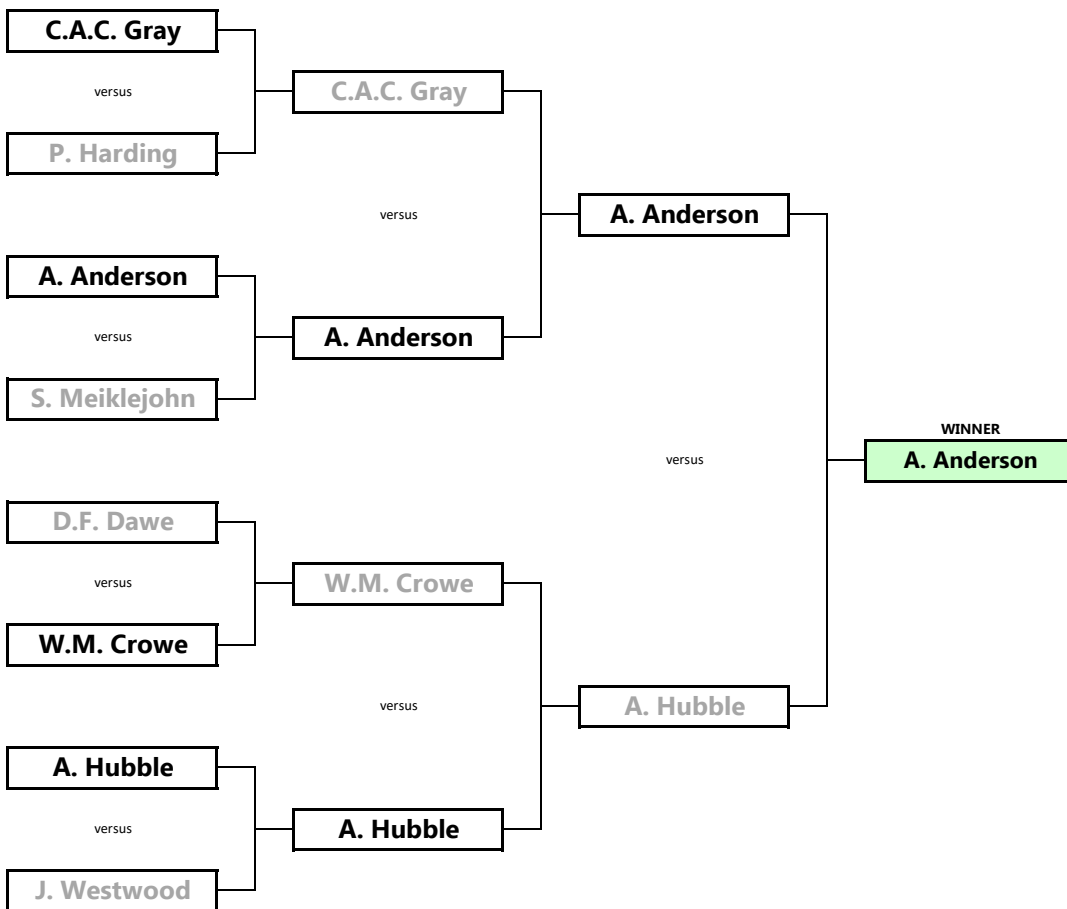 C.A.C. Gray
versus
C.A.C. Gray
P. Harding
versus
A. Anderson
A. Anderson
versus
A. Anderson
S. Meiklejohn
WINNER
versus
A. Anderson
D.F. Dawe
versus
W.M. Crowe
W.M. Crowe
versus
A. Hubble
A. Hubble
versus
A. Hubble
J. Westwood